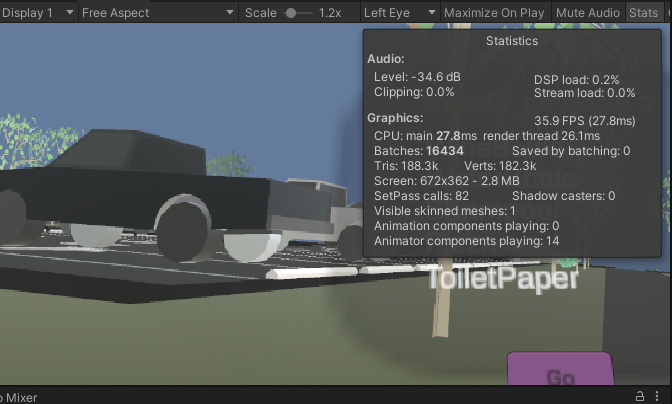 Display 1 Free Aspect Scale 1.2x Left Eye Maximize On Play Mute Audio Stats
Statistics
Audio:
Level: -34.6 dB DSP load: 0.2%
Clipping: 0.0% Stream load: 0.0%
Graphics: 35.9 FPS (27.8ms)
CPU: main 27.8ms render thread 26.1ms
Batches: 16434 Saved by batching: 0
Tris: 188.3k Verts: 182.3k
Screen: 672x362 - 2.8 MB
SetPass calls: 82 Shadow casters: 0
Visible skinned meshes: 1
Animation components playing: 0
Animator components playing: 14
ToiletPaper
Go
Mixer